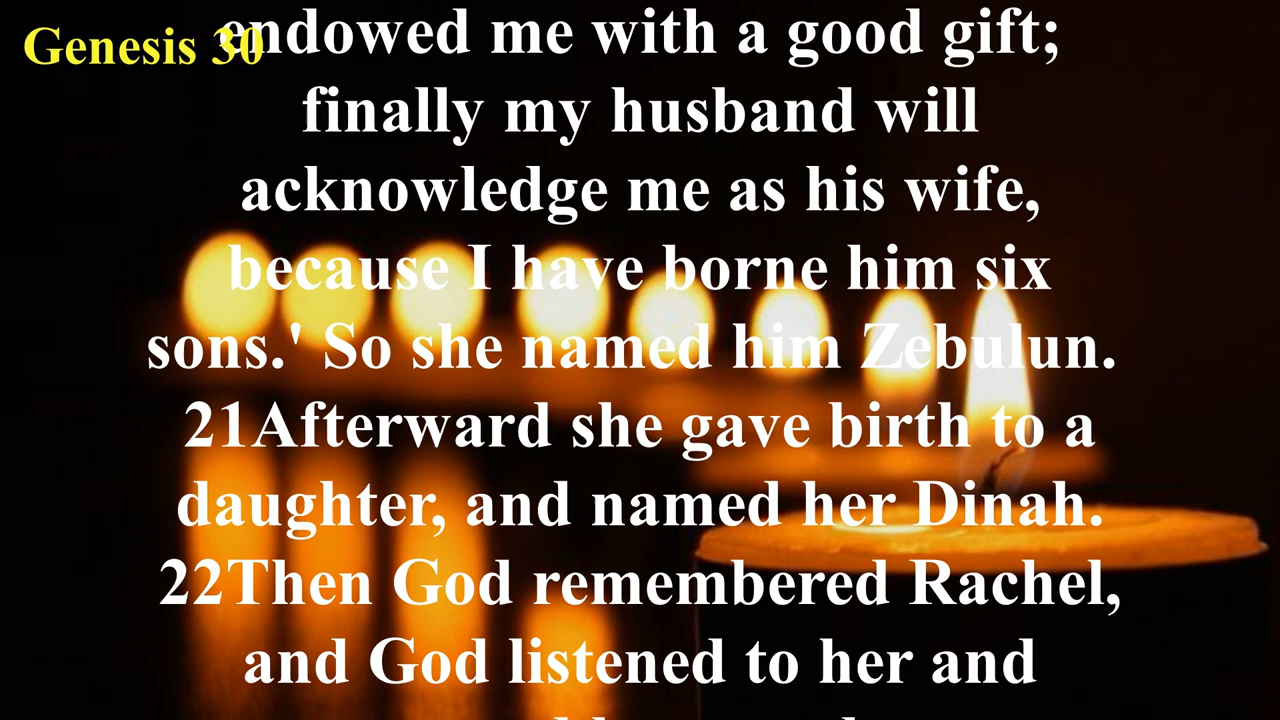 Genesis 30
endowed me with a good gift;
finally my husband will
acknowledge me as his wife,
because I have borne him six
sons.' So she named him Zebulun.
21Afterward she gave birth to a
daughter, and named her Dinah.
22Then God remembered Rachel,
and God listened to her and